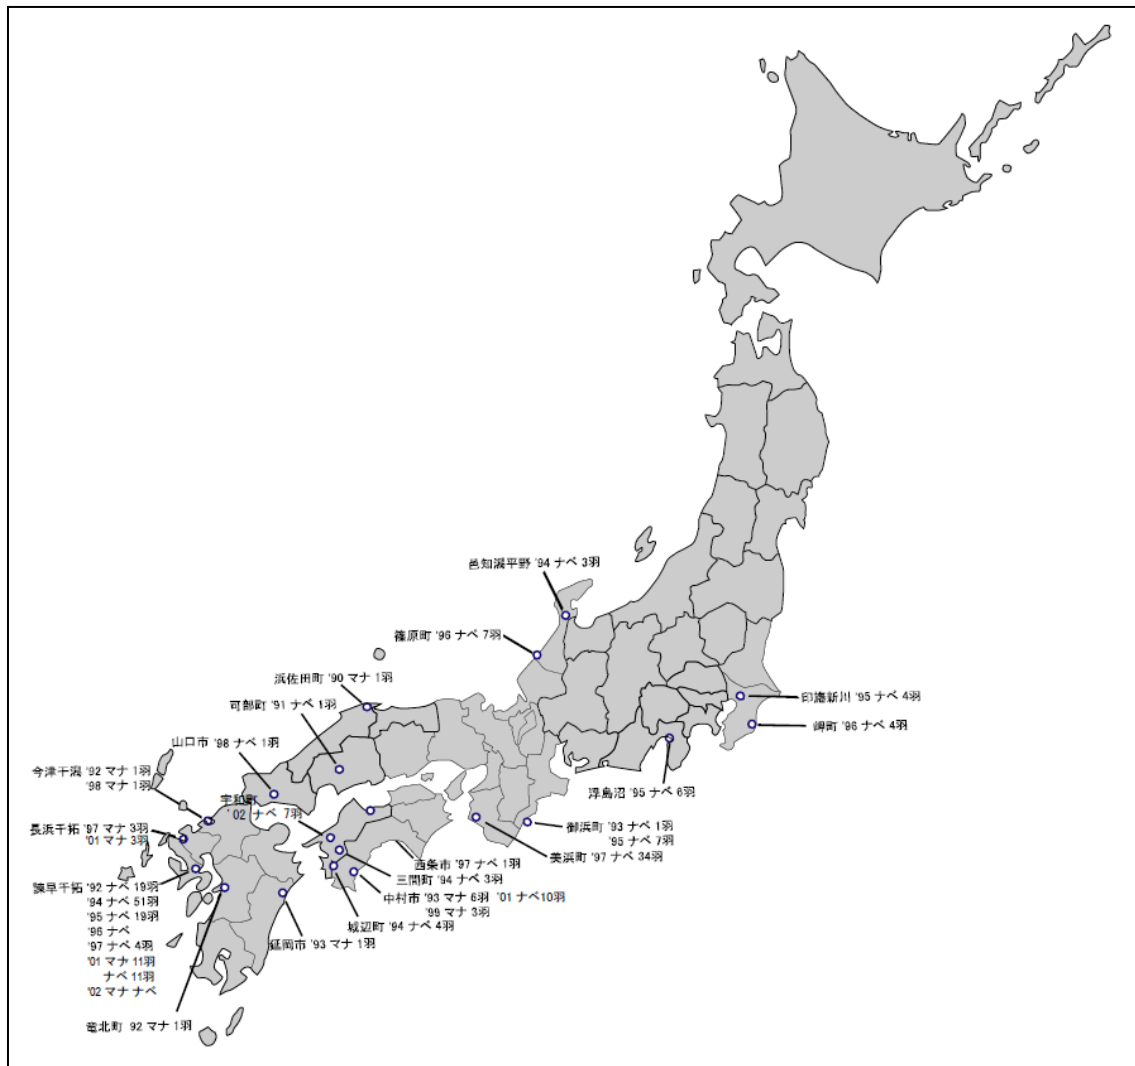 邑知潟平野 '94 ナベ 3羽
篠原町 '96 ナベ 7羽
浜佐田町 '90 マナ 1羽
可部町 '91 ナベ 1羽
山口市 '98 ナベ 1羽
今津干潟 '92 マナ 1羽
'98 マナ 1羽
宇和町
'02 ナベ 7羽
長浜干拓 '97 マナ 3羽
'01 マナ 3羽
諫早干拓 '92 ナベ 19羽
'94 ナベ 51羽
'95 ナベ 19羽
'96 ナベ
'97 ナベ 4羽
'01 マナ 11羽
ナベ 11羽
'02 マナ ナベ
竜北町 '92 マナ 1羽
延岡市 '93 マナ 1羽
城辺町 '94 ナベ 4羽
中村市 '93 マナ 6羽 '01 ナベ10羽
'99 マナ 3羽
三間町 '94 ナベ 3羽
西条市 '97 ナベ 1羽
美浜町 '97 ナベ 34羽
御浜町 '93 ナベ 1羽
'95 ナベ 7羽
浮島沼 '95 ナベ 6羽
岬町 '96 ナベ 4羽
印旛新川 '95 ナベ 4羽